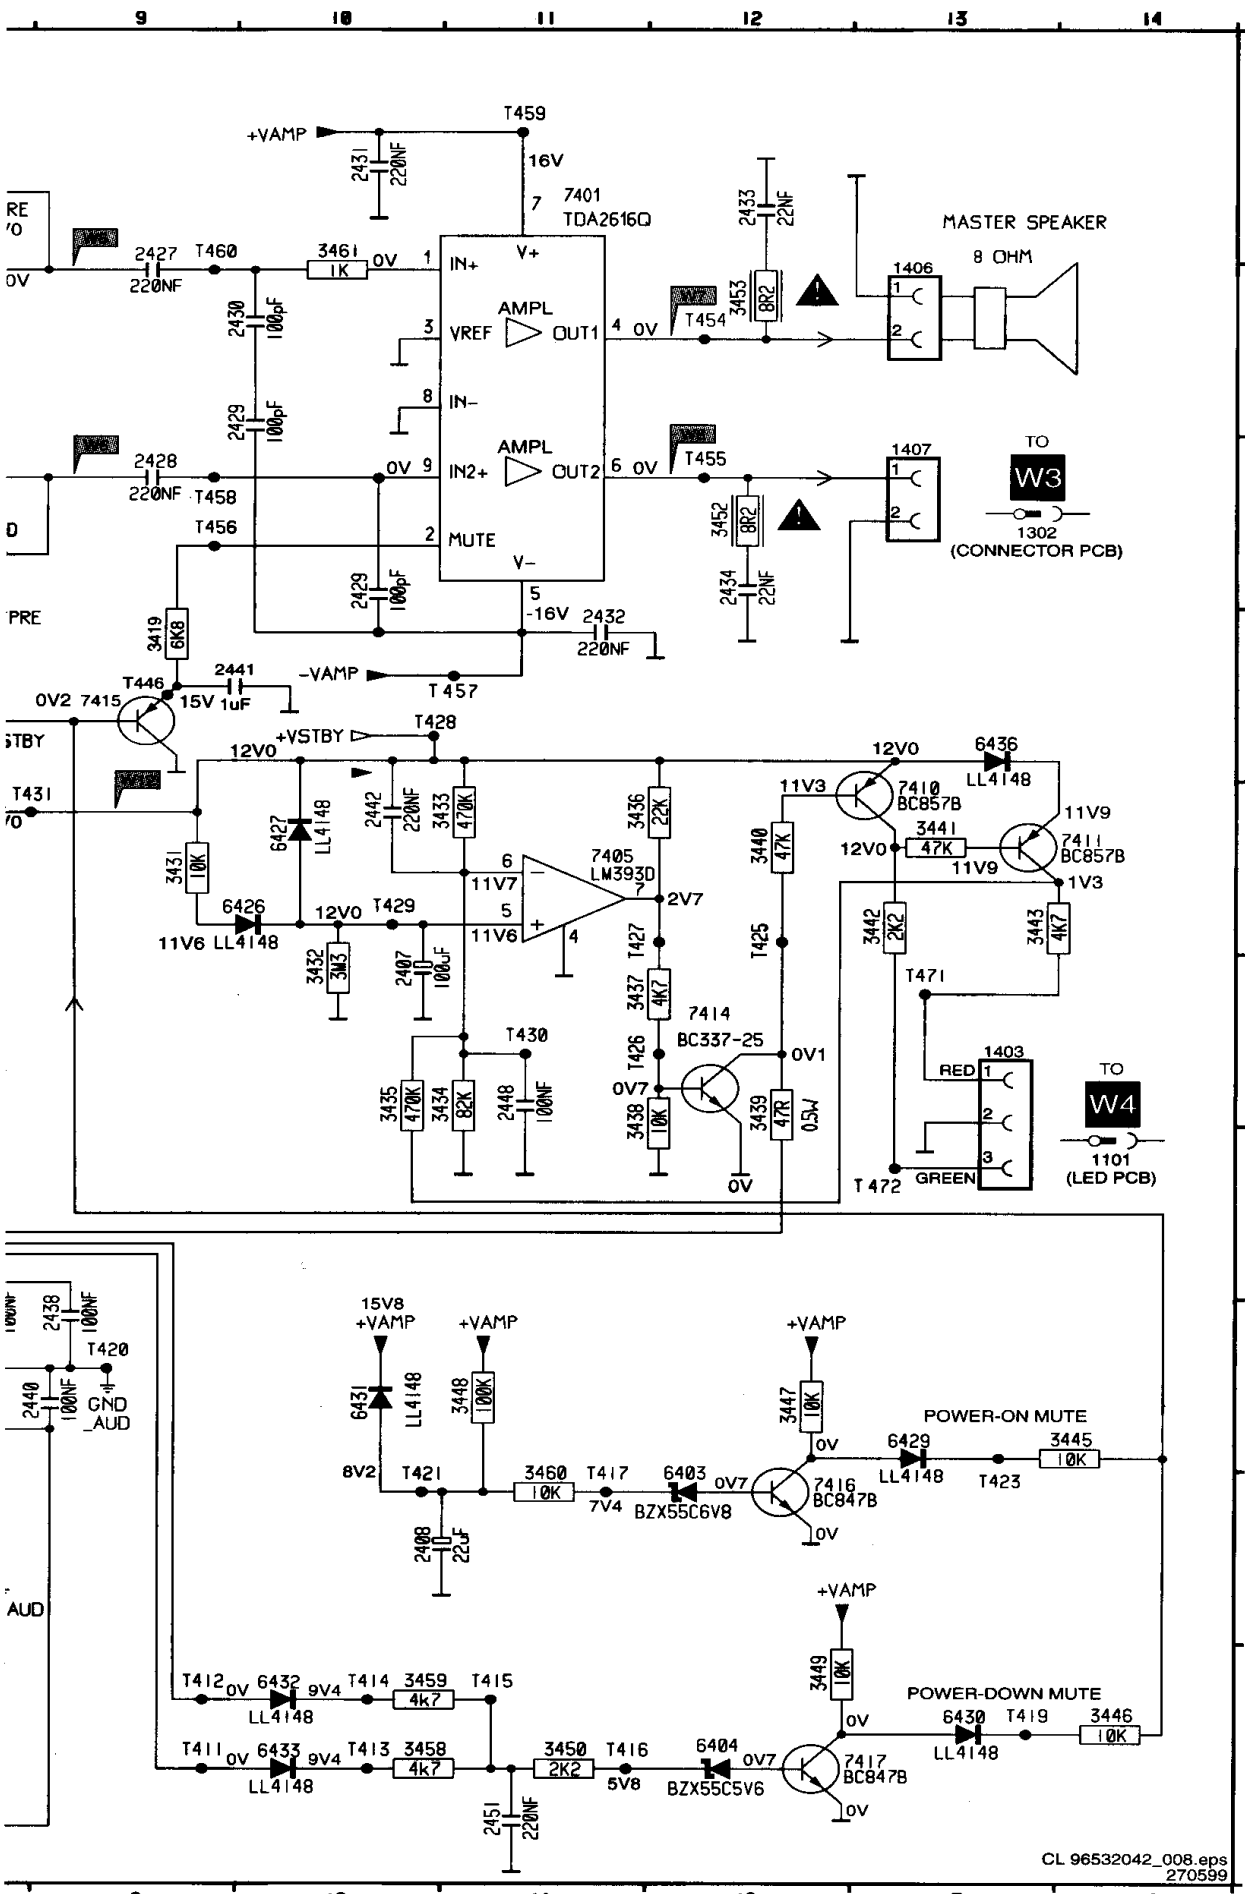 9 10 11 12 13 14
T459
+VAMP
2431
220NF
16V
7
7401
TDA2616Q
2433
22NF
MASTER SPEAKER
8 OHM
RE
0V
2427
220NF
T460
3461
1K
0V
1
IN+
V+
3453
8R2
1406
1
2
2430
100pF
AMPL
3
VREF
OUT1
4
0V
W7
T454
8
IN-
2429
100pF
AMPL
2428
220NF
T458
0V
9
IN2+
OUT2
6
0V
T455
1407
1
2
TO
W3
1302
(CONNECTOR PCB)
D
T456
2
MUTE
V-
3452
8R2
2434
22NF
2429
100pF
5
-16V
2432
220NF
PRE
3419
6K8
-VAMP
T457
T446
2441
1uF
15V
0V2
7415
STBY
+VSTBY
T428
12V0
T431
6427
LL4148
2442
220NF
3433
470K
3436
22K
12V0
6436
LL4148
11V3
7410
BC857B
11V9
3431
10K
3440
47K
3441
47K
12V0
11V9
7411
BC857B
6
11V7
7405
LM393D
7
2V7
1V3
6426
LL4148
11V6
12V0
T429
5
11V6
4
3432
3M3
2407
100uF
T427
T425
3442
2K2
3443
4K7
T471
3437
4K7
7414
BC337-25
T430
T426
0V1
1403
RED
1
2
3
GREEN
TO
W4
1101
(LED PCB)
3435
470K
3434
82K
2448
100NF
0V7
3438
10K
3439
47R
0.5W
0V
T472
100NF
2438
100NF
15V8
+VAMP
+VAMP
+VAMP
T420
2440
100NF
GND
_AUD
6431
LL4148
3448
100K
3447
10K
POWER-ON MUTE
0V
6429
LL4148
T423
3445
10K
8V2
T421
3460
10K
T417
7V4
6403
BZX55C6V8
0V7
7416
BC847B
0V
2408
22uF
AUD
+VAMP
3449
10K
T412
0V
6432
LL4148
9V4
T414
3459
4k7
T415
POWER-DOWN MUTE
0V
6430
LL4148
T419
3446
10K
T411
0V
6433
LL4148
9V4
T413
3458
4k7
3450
2K2
T416
5V8
6404
BZX55C5V6
0V7
7417
BC847B
0V
2451
220NF
CL 96532042_008.eps
270599